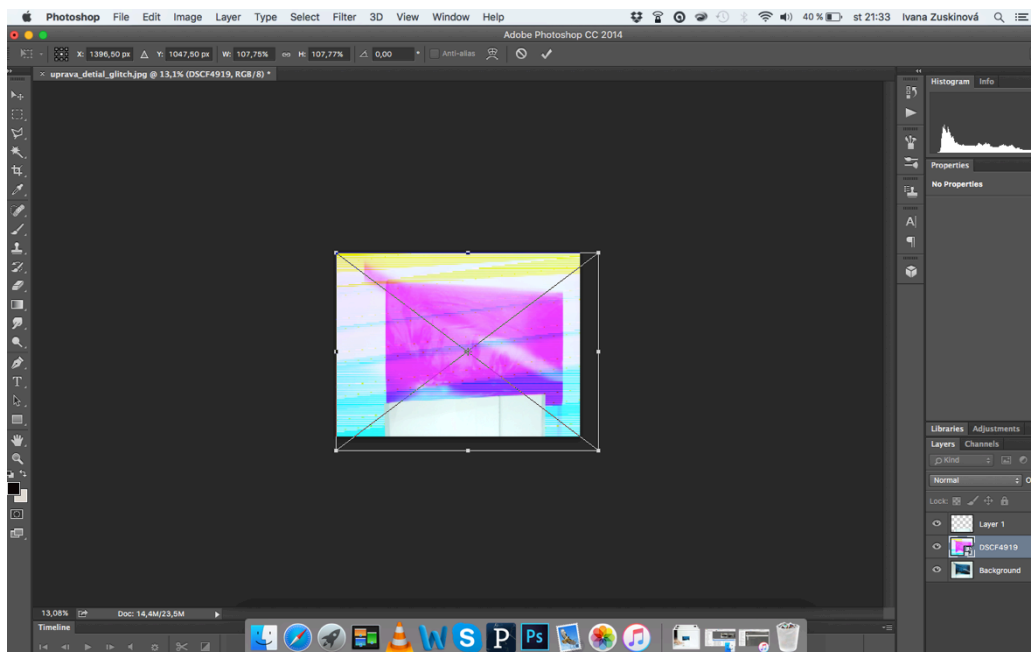 Photoshop File Edit Image Layer Type Select Filter 3D View Window Help 40 % st 21:33 Ivana Zuskinová
Adobe Photoshop CC 2014
X: 1396,50 px Y: 1047,50 px W: 107,75% H: 107,77% 0,00 ° Anti-alias
× uprava_detial_glitch.jpg @ 13,1% (DSCF4919, RGB/8) *
Histogram Info
Properties
No Properties
Libraries Adjustments
Layers Channels
Kind
Normal
Lock:
Layer 1
DSCF4919
Background
13,08% Doc: 14,4M/23,5M
Timeline
W S P Ps